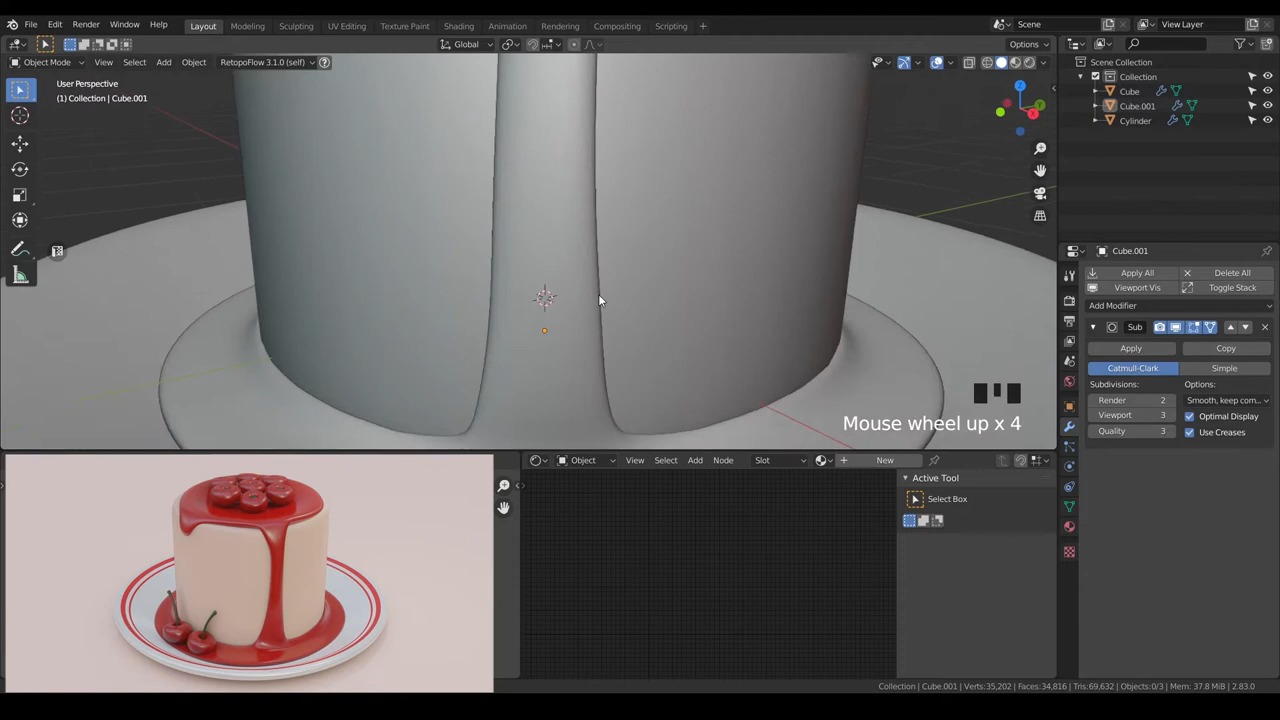 File Edit Render Window Help Layout Modeling Sculpting UV Editing Texture Paint Shading Animation Rendering Compositing Scripting + Scene View Layer
Global Options
Object Mode View Select Add Object RetopoFlow 3.1.0 (self)
User Perspective
(1) Collection | Cube.001
Scene Collection
Collection
Cube
Cube.001
Cylinder
Cube.001
Apply All Delete All
Viewport Vis Toggle Stack
Add Modifier
Sub
Apply Copy
Catmull-Clark Simple
Subdivisions: Options:
Render 2 Smooth, keep com...
Viewport 3 Optimal Display
Quality 3 Use Creases
Mouse wheel up x 4
Object View Select Add Node Slot New
Active Tool
Select Box
Collection | Cube.001 | Verts:35,202 | Faces:34,816 | Tris:69,632 | Objects:0/3 | Mem: 37.8 MiB | 2.83.0